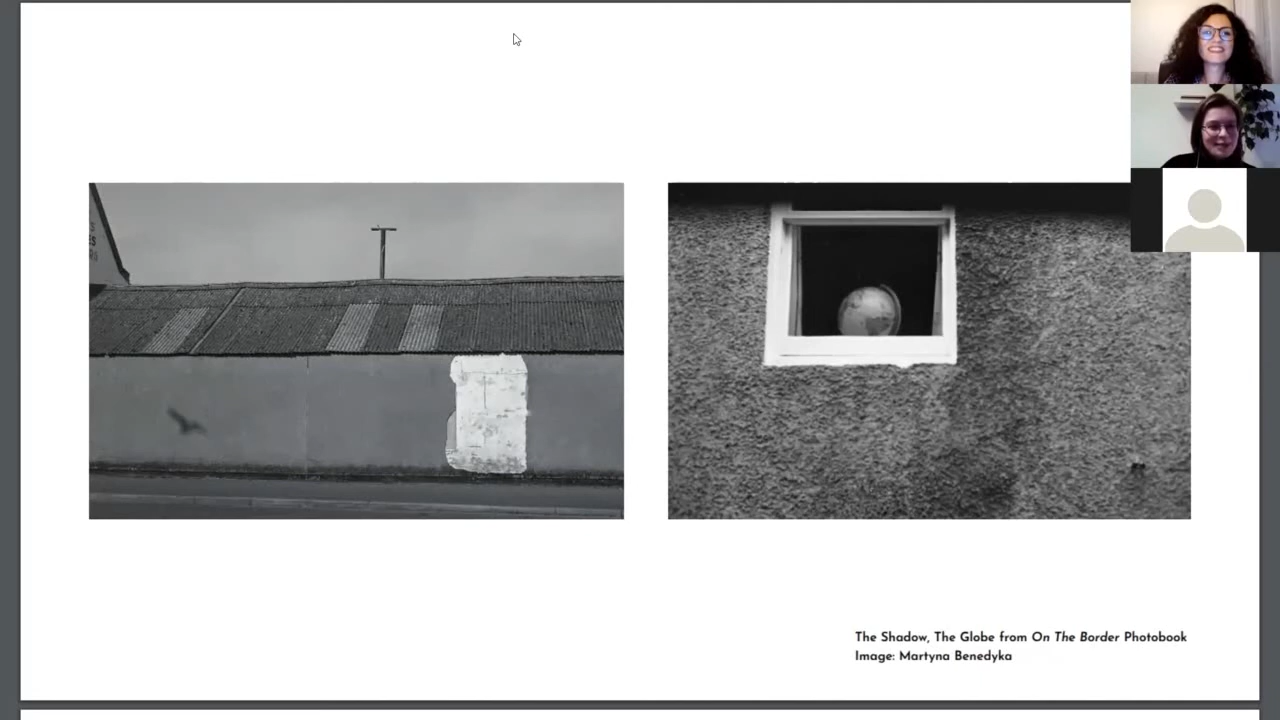 The Shadow, The Globe from On The Border Photobook
Image: Martyna Benedyka